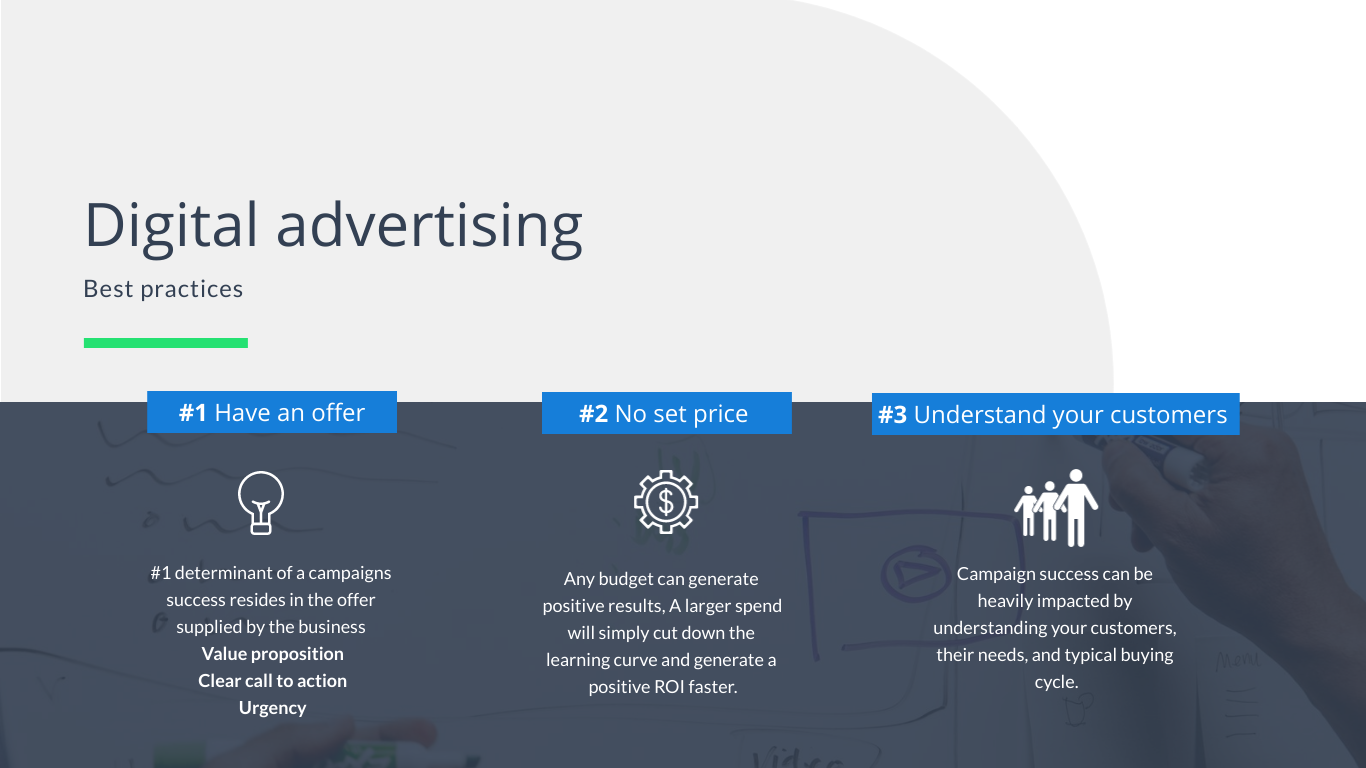 Digital advertising
Best practices
#1 Have an offer
#1 determinant of a campaigns
success resides in the offer
supplied by the business
Value proposition
Clear call to action
Urgency
#2 No set price
Any budget can generate
positive results, A larger spend
will simply cut down the
learning curve and generate a
positive ROI faster.
#3 Understand your customers
Campaign success can be
heavily impacted by
understanding your customers,
their needs, and typical buying
cycle.
Menu
Video